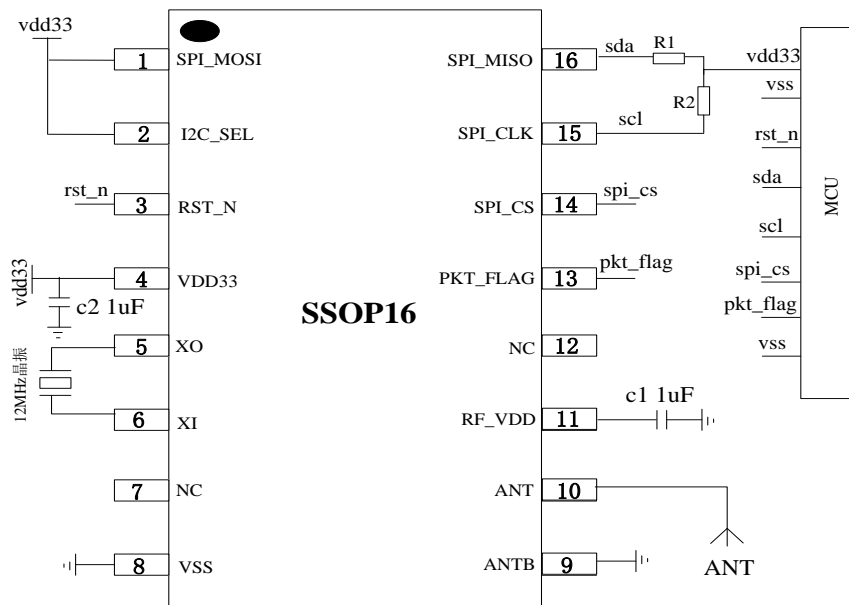 vdd33
1 SPI_MOSI
2 I2C_SEL
rst_n 3 RST_N
vdd33 4 VDD33
c2 1uF
5 XO
12MHz晶振
6 XI
7 NC
8 VSS
SSOP16
SPI_MISO 16 sda R1
R2
SPI_CLK 15 scl
SPI_CS 14 spi_cs
PKT_FLAG 13 pkt_flag
NC 12
RF_VDD 11 c1 1uF
ANT 10
ANT
ANTB 9
vdd33
vss
rst_n
sda
scl
spi_cs
pkt_flag
vss
MCU